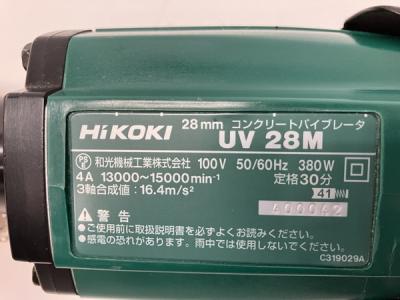 28mm コンクリートバイブレータ
HiKOKI UV 28M
PS E 和光機械工業株式会社 100V 50/60Hz 380W
4A 13000~15000min-1 定格30分
3軸合成値: 16.4m/s2 41
A00042
⚠警告
●ご使用前に取扱説明書を必ずよくお読みください。
●感電の恐れがあります。雨中では使用しないでください。
C319029A